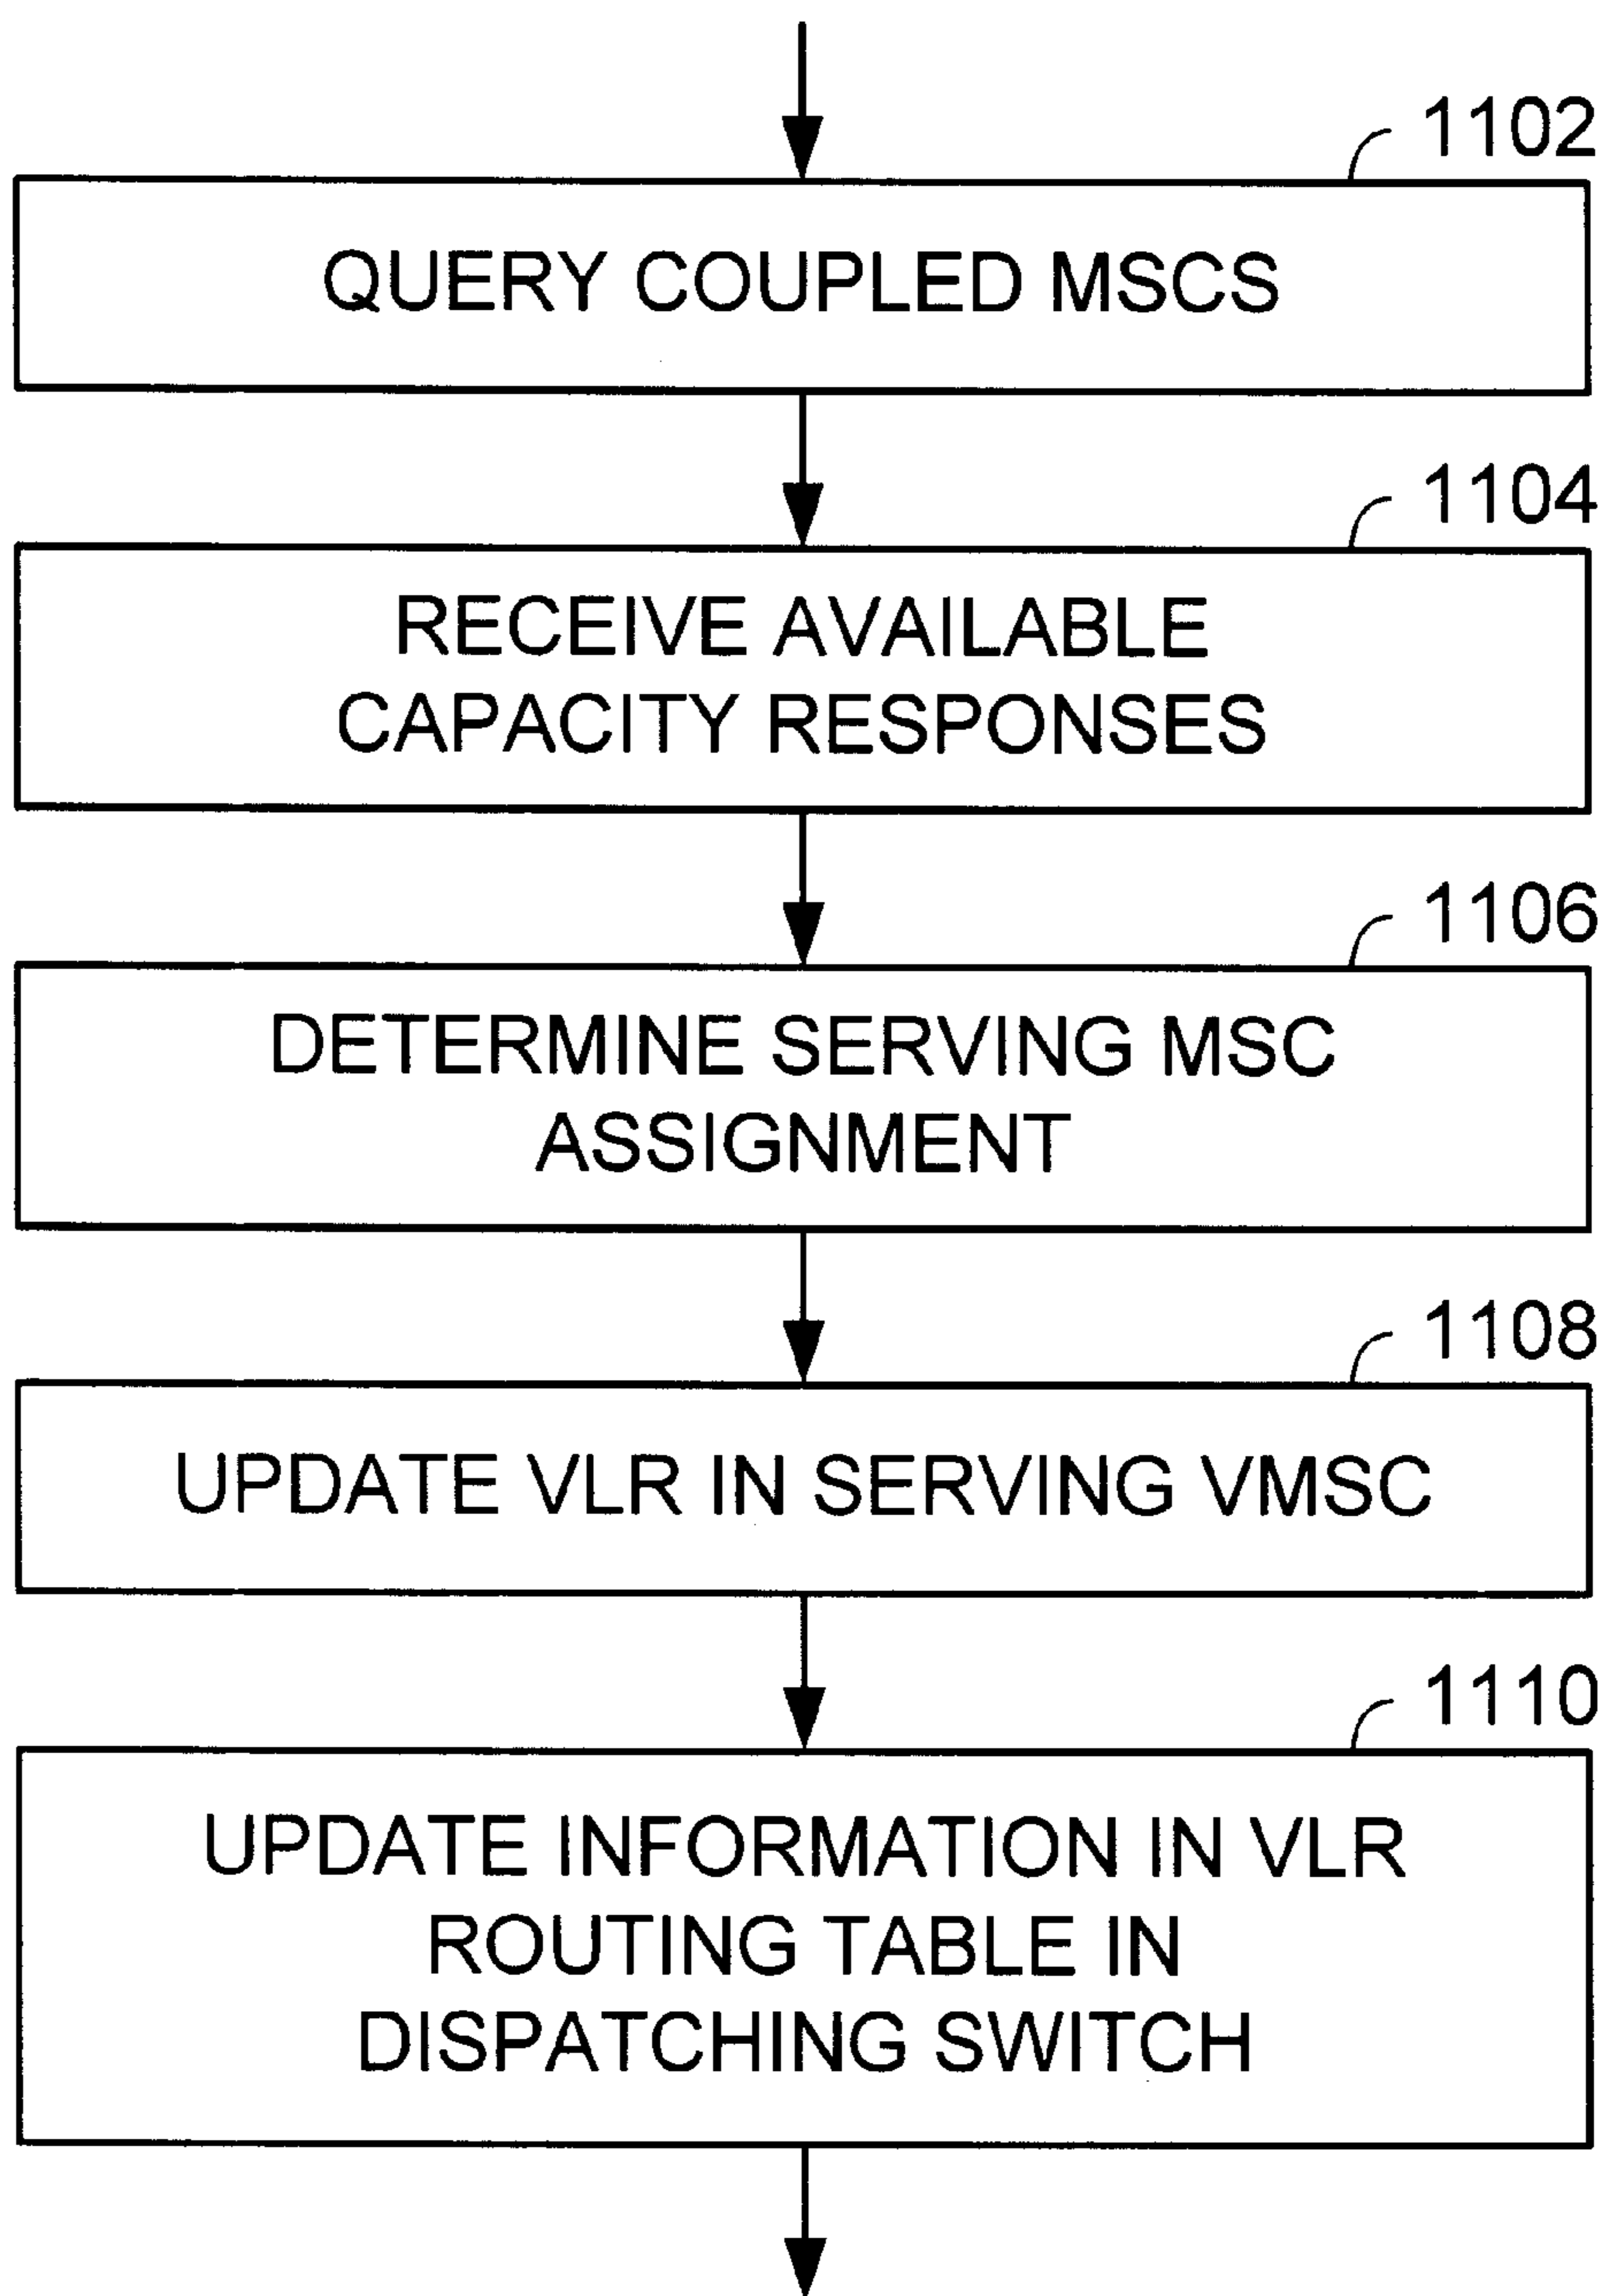 1102
QUERY COUPLED MSCS
1104
RECEIVE AVAILABLE
CAPACITY RESPONSES
1106
DETERMINE SERVING MSC
ASSIGNMENT
1108
UPDATE VLR IN SERVING VMSC
1110
UPDATE INFORMATION IN VLR
ROUTING TABLE IN
DISPATCHING SWITCH